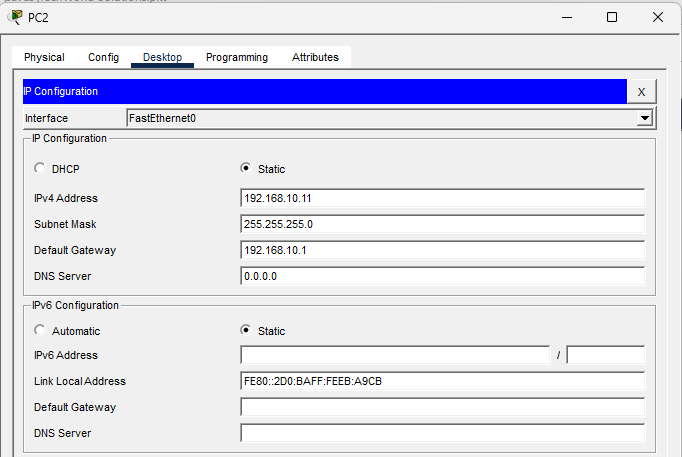 PC2
Physical Config Desktop Programming Attributes
IP Configuration X
Interface FastEthernet0
IP Configuration
DHCP Static
IPv4 Address 192.168.10.11
Subnet Mask 255.255.255.0
Default Gateway 192.168.10.1
DNS Server 0.0.0.0
IPv6 Configuration
Automatic Static
IPv6 Address /
Link Local Address FE80::2D0:BAFF:FEEB:A9CB
Default Gateway
DNS Server